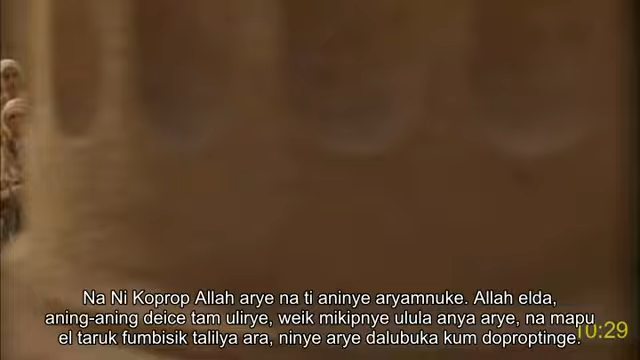 Na Ni Koprop Allah arye na ti aninye aryamnuke. Allah elda,
aning-aning deice tam ulirye, weik mikipnye ulula anya arye, na mapu
el taruk fumbisik talilya ara, ninye arye dalubuka kum doproptinge.
10:29